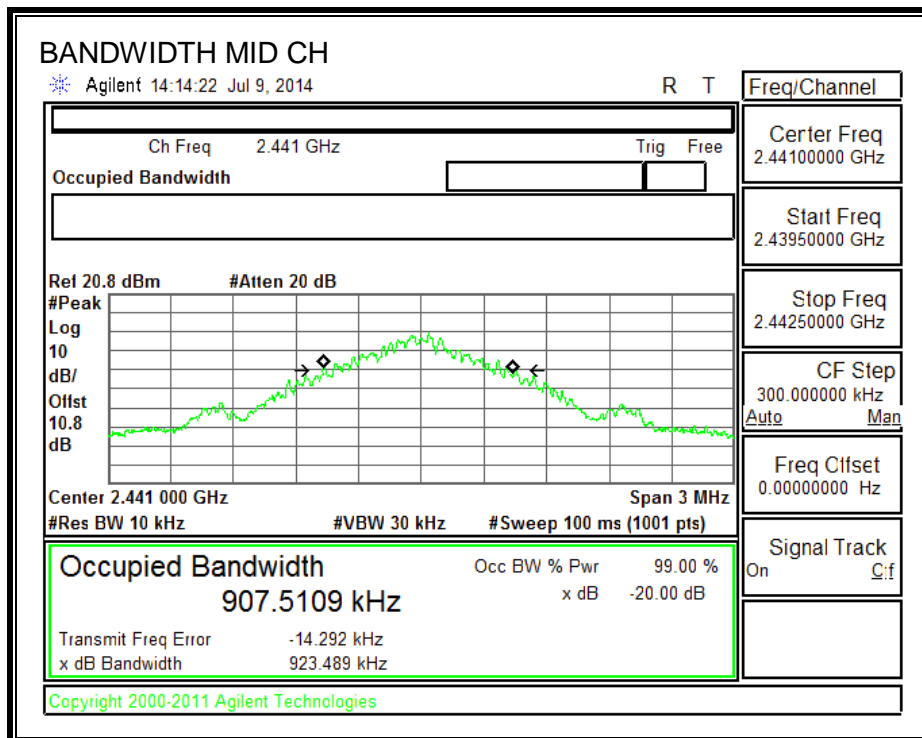 BANDWIDTH MID CH
Agilent 14:14:22 Jul 9, 2014 R T
Freq/Channel
Ch Freq 2.441 GHz Trig Free
Occupied Bandwidth
Center Freq
2.44100000 GHz
Start Freq
2.43950000 GHz
Stop Freq
2.44250000 GHz
CF Step
300.000000 kHz
Auto Man
Freq Offset
0.00000000 Hz
Signal Track
On Off
Ref 20.8 dBm #Atten 20 dB
#Peak
Log
10
dB/
Offst
10.8
dB
Center 2.441 000 GHz Span 3 MHz
#Res BW 10 kHz #VBW 30 kHz #Sweep 100 ms (1001 pts)
Occupied Bandwidth Occ BW % Pwr 99.00 %
907.5109 kHz x dB -20.00 dB
Transmit Freq Error -14.292 kHz
x dB Bandwidth 923.489 kHz
Copyright 2000-2011 Agilent Technologies